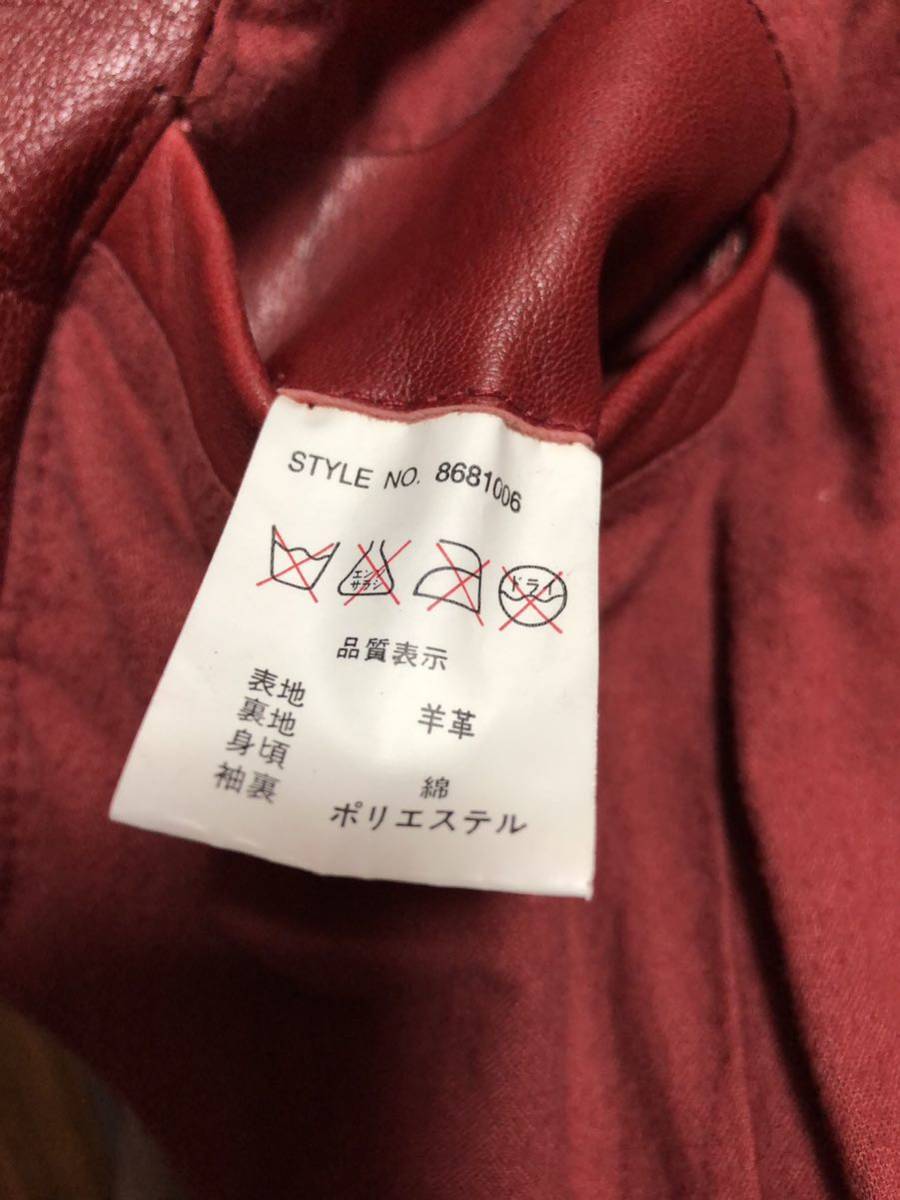 STYLE NO. 8681006
エンソ
サラシ
ドライ
品質表示
表地 羊革
裏地
身頃 綿
袖裏 ポリエステル